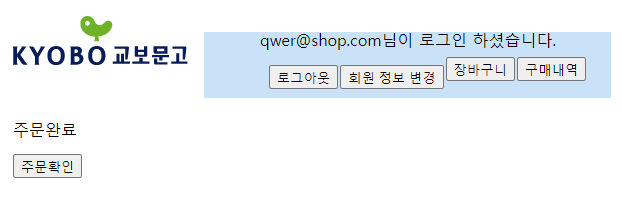 KYOBO 교보문고
qwer@shop.com님이 로그인 하셨습니다.
로그아웃 회원 정보 변경 장바구니 구매내역
주문완료
주문확인